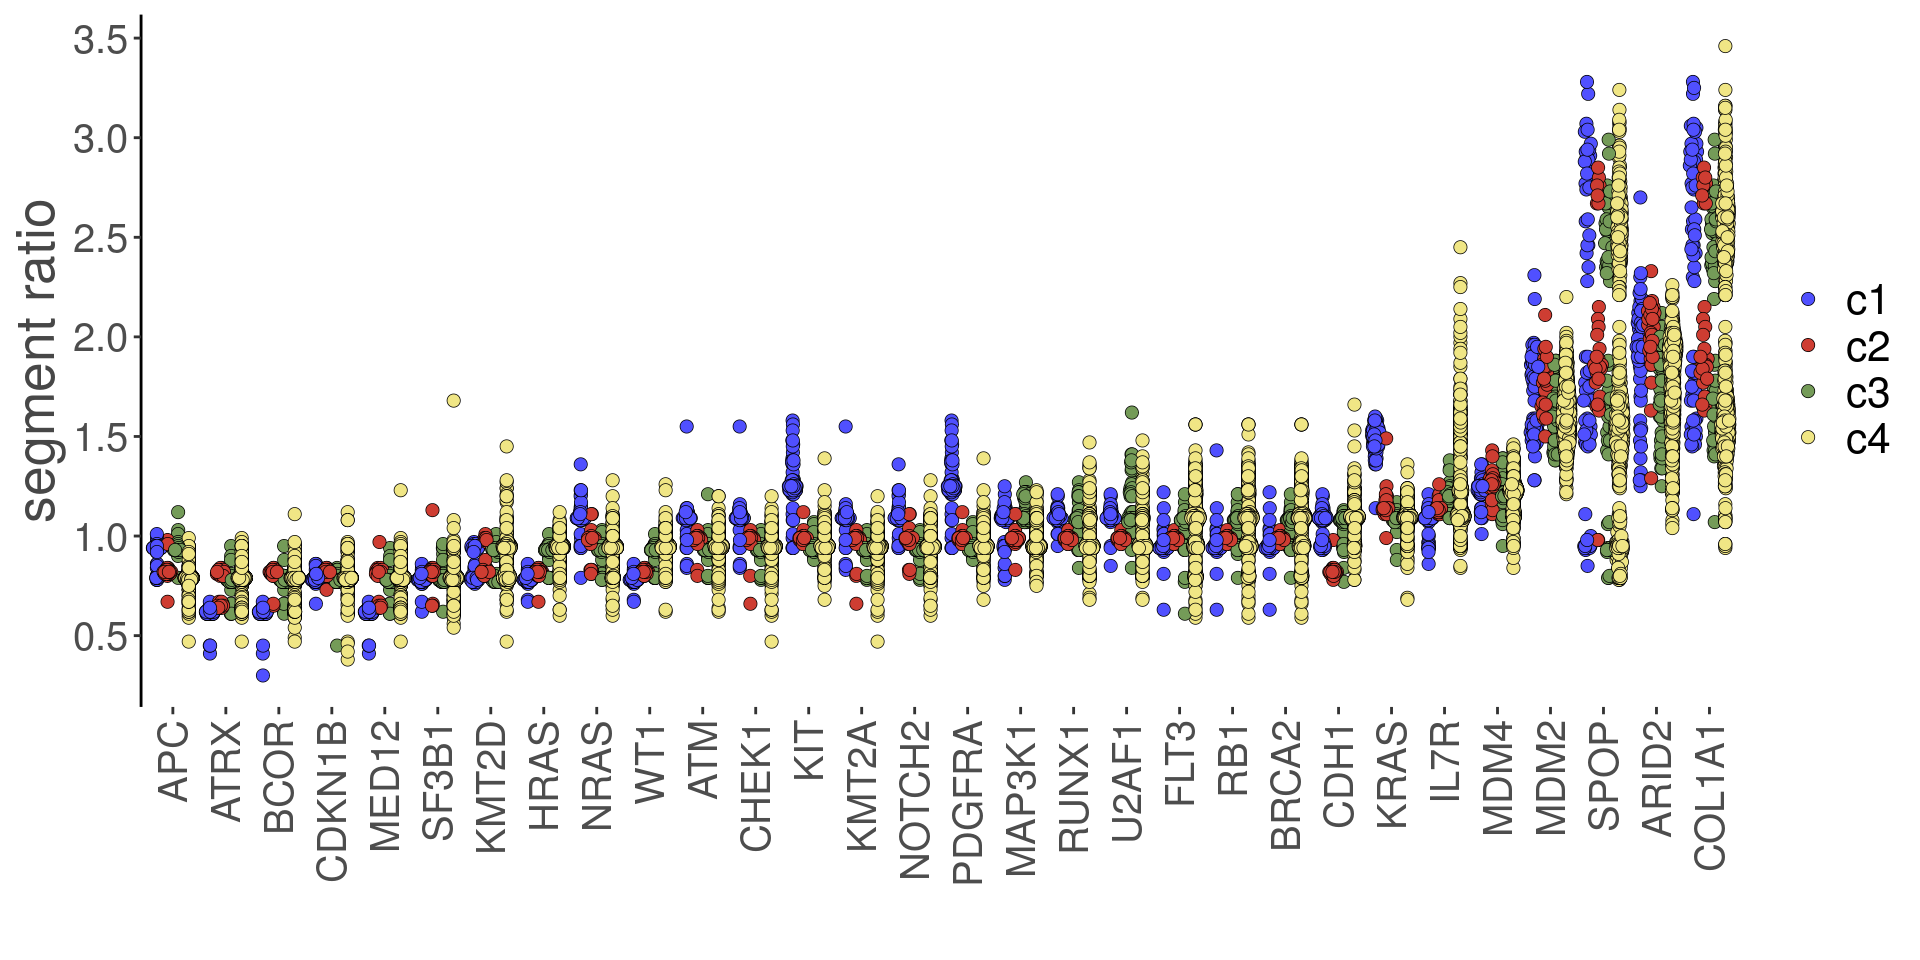 segment ratio
3.5
3.0
2.5
2.0
1.5
1.0
0.5
APC
ATRX
BCOR
CDKN1B
MED12
SF3B1
KMT2D
HRAS
NRAS
WT1
ATM
CHEK1
KIT
KMT2A
NOTCH2
PDGFRA
MAP3K1
RUNX1
U2AF1
FLT3
RB1
BRCA2
CDH1
KRAS
IL7R
MDM4
MDM2
SPOP
ARID2
COL1A1
c1
c2
c3
c4